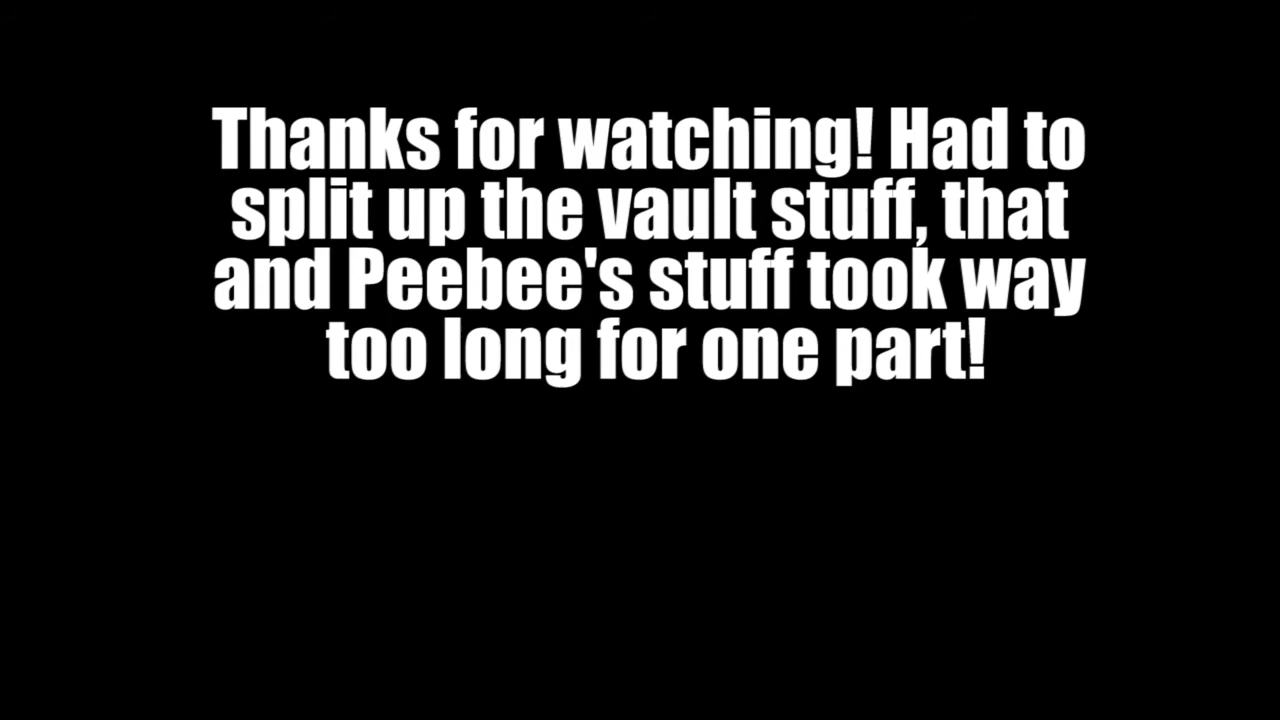 Thanks for watching! Had to
split up the vault stuff, that
and Peebee's stuff took way
too long for one part!